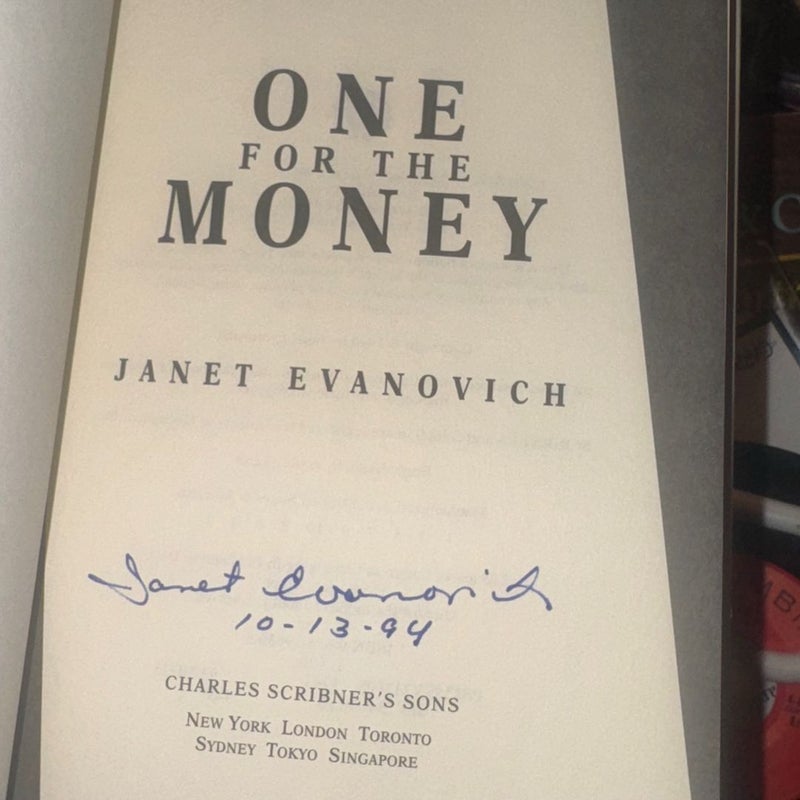 ONE
FOR THE
MONEY
JANET EVANOVICH
Janet Evanovich
10-13-94
CHARLES SCRIBNER'S SONS
NEW YORK LONDON TORONTO
SYDNEY TOKYO SINGAPORE